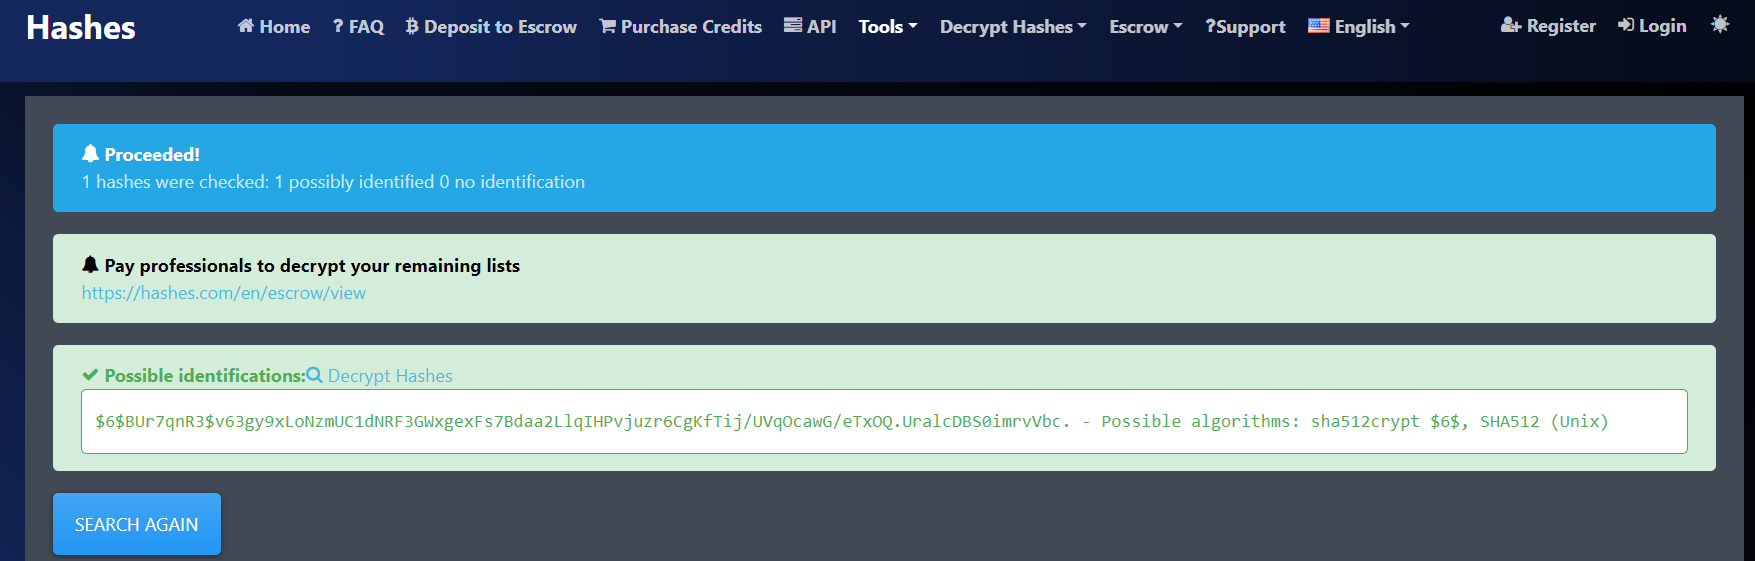 Hashes Home ? FAQ Deposit to Escrow Purchase Credits API Tools Decrypt Hashes Escrow ?Support English Register Login
Proceeded!
1 hashes were checked: 1 possibly identified 0 no identification
Pay professionals to decrypt your remaining lists
https://hashes.com/en/escrow/view
Possible identifications: Decrypt Hashes
$6$BUr7qnR3$v63gy9xLoNzmUC1dNRF3GWxgexFs7Bdaa2LlqIHPvjuzr6CgKfTij/UVqOcawG/eTxOQ.UralcDBS0imrvVbc. - Possible algorithms: sha512crypt $6$, SHA512 (Unix)
SEARCH AGAIN